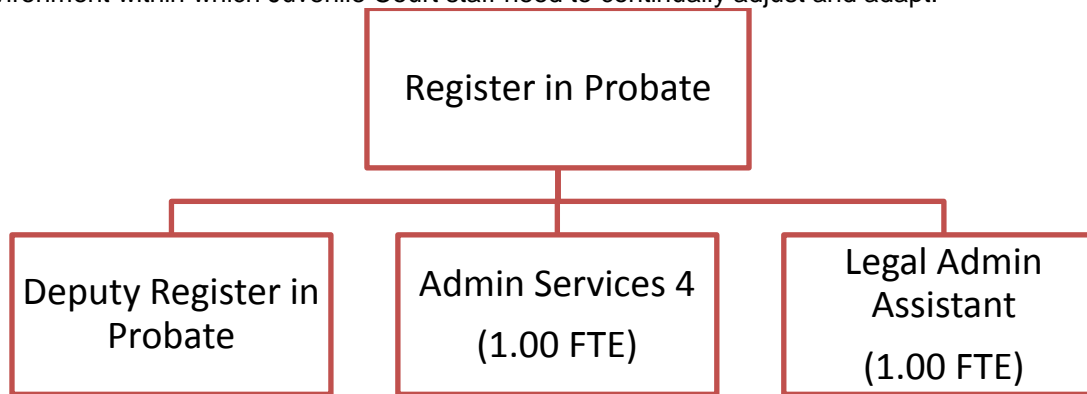 environment within which Juvenile Court staff need to continually adjust and adapt.
Register in Probate
Deputy Register in
Probate
Admin Services 4
(1.00 FTE)
Legal Admin
Assistant
(1.00 FTE)